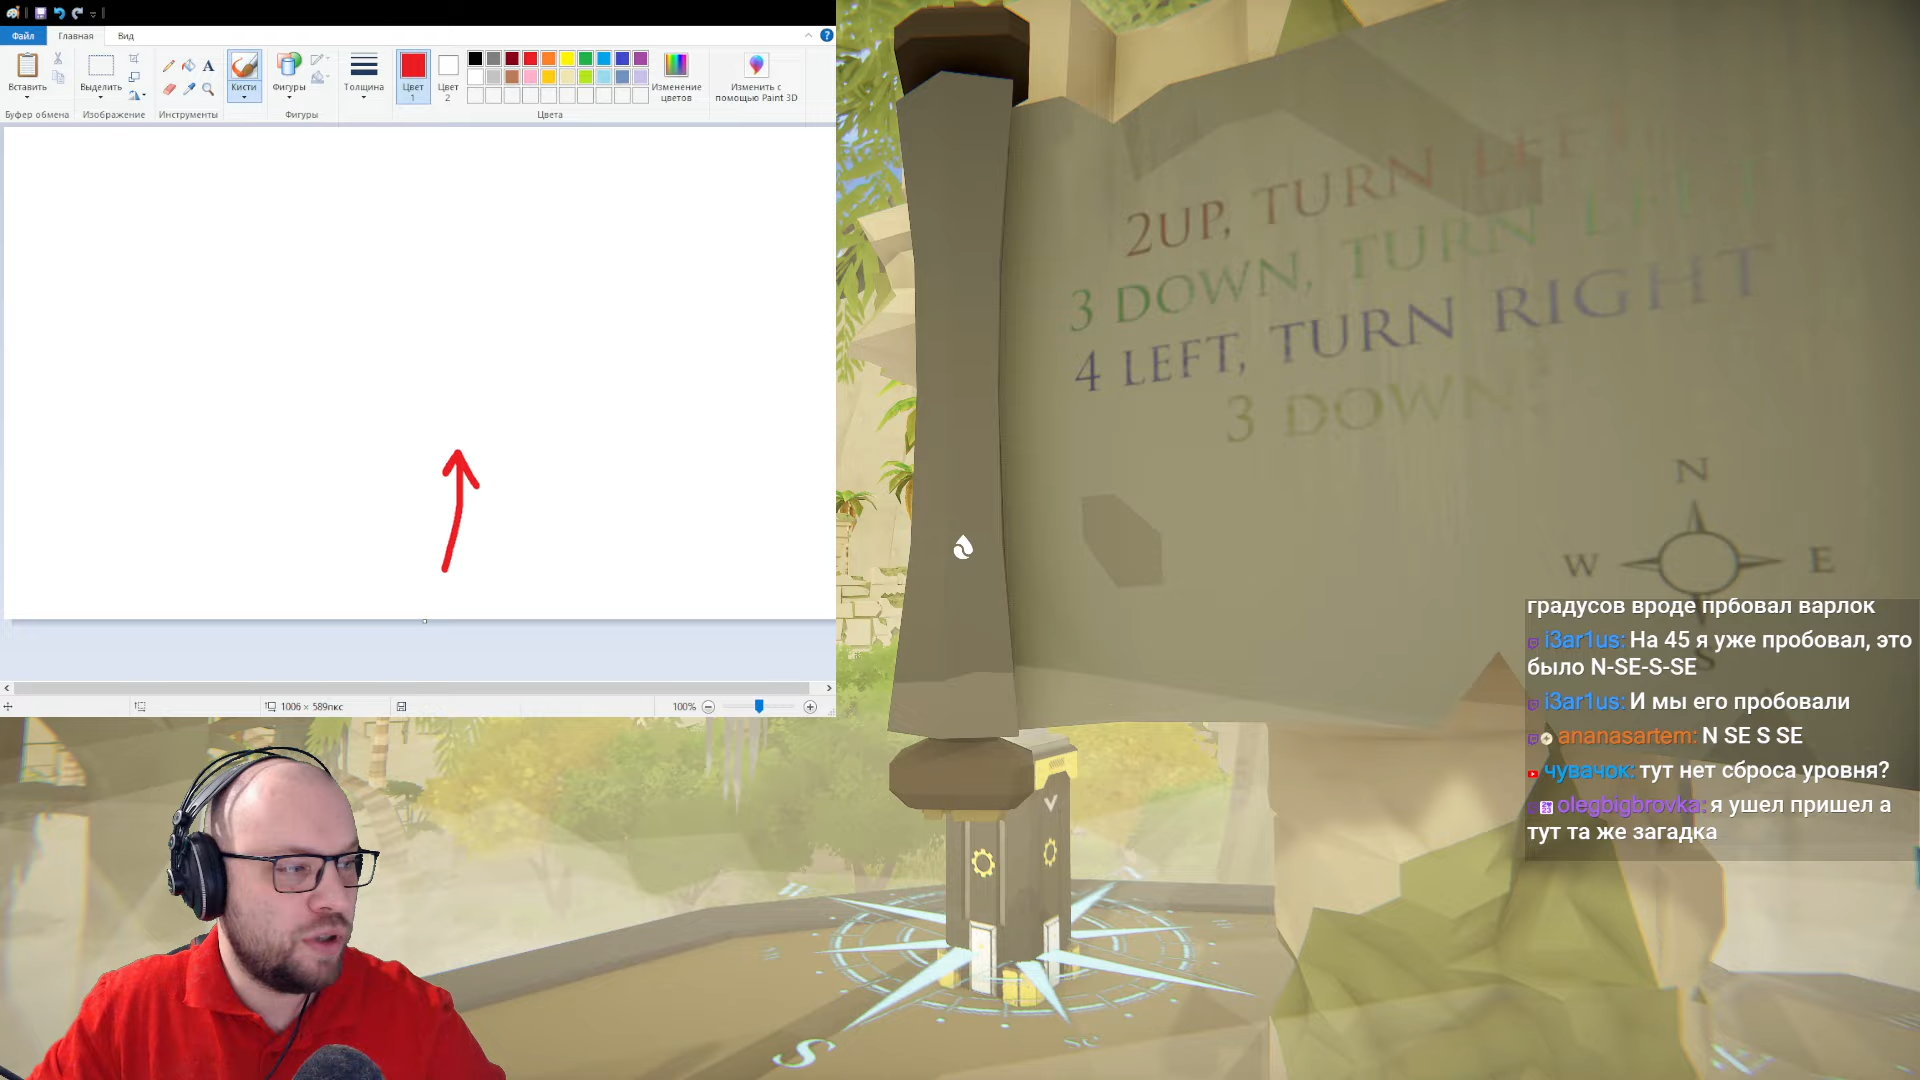 Файл Главная Вид
Вставить
Выделить
Кисти
Фигуры
Толщина
Цвет 1
Цвет 2
Изменение цветов
Изменить с помощью Paint 3D
Буфер обмена
Изображение
Инструменты
Фигуры
Цвета
1006 × 589пкс
100%
2UP, TURN LEFT
3 DOWN, TURN LEFT
4 LEFT, TURN RIGHT
3 DOWN
N
W E
S
градусов вроде прбовал варлок
i3ar1us: На 45 я уже пробовал, это
было N-SE-S-SE
i3ar1us: И мы его пробовали
ananasartem: N SE S SE
чувачок: тут нет сброса уровня?
olegbigbrovka: я ушел пришел а
тут та же загадка
S